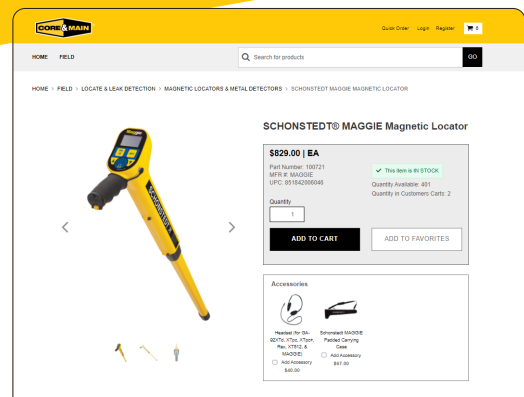 CORE & MAIN
Quick Order Login Register 8
HOME FIELD
Search for products GO
HOME > FIELD > LOCATE & LEAK DETECTION > MAGNETIC LOCATORS & METAL DETECTORS > SCHONSTEDT MAGGIE MAGNETIC LOCATOR
SCHONSTEDT® MAGGIE Magnetic Locator
$829.00 | EA
Part Number: 100721
MFR #: MAGGIE
UPC: 851842006046
This item is IN STOCK
Quantity Available: 401
Quantity in Customers Carts: 2
Quantity
1
ADD TO CART
ADD TO FAVORITES
SCHONSTEDT
Accessories
Headset (for GA-
92XTd, XTpc, XTpc+,
Rex, XT512, &
MAGGIE)
Add Accessory
$40.00
Schonstedt MAGGIE
Padded Carrying
Case
Add Accessory
$57.00